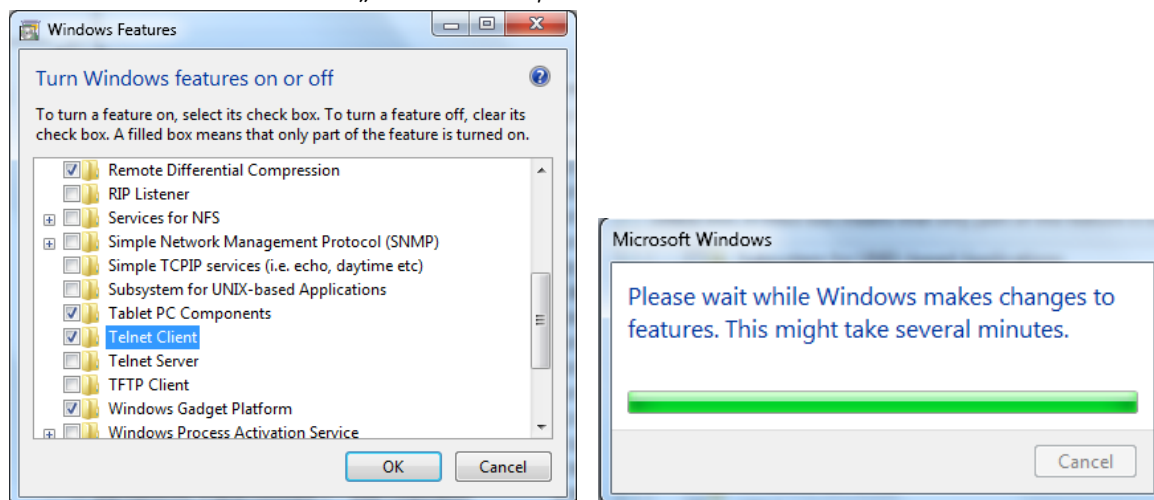 Windows Features
Turn Windows features on or off
To turn a feature on, select its check box. To turn a feature off, clear its
check box. A filled box means that only part of the feature is turned on.
Remote Differential Compression
RIP Listener
Services for NFS
Simple Network Management Protocol (SNMP)
Simple TCPIP services (i.e. echo, daytime etc)
Subsystem for UNIX-based Applications
Tablet PC Components
Telnet Client
Telnet Server
TFTP Client
Windows Gadget Platform
Windows Process Activation Service
OK
Cancel
Microsoft Windows
Please wait while Windows makes changes to
features. This might take several minutes.
Cancel